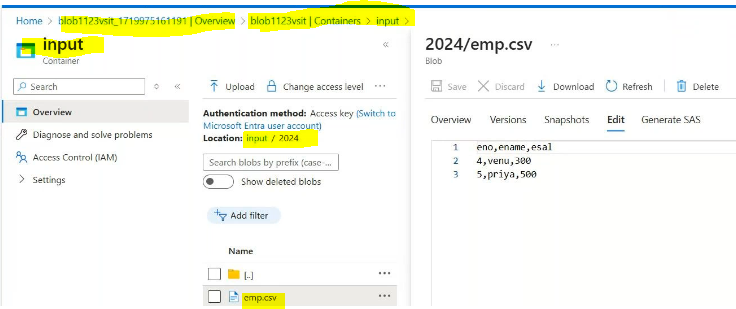 Home > blob1123vsit_1719975161191 | Overview > blob1123vsit | Containers > input >
input
Container
Search
Overview
Diagnose and solve problems
Access Control (IAM)
Settings
Upload Change access level
Authentication method: Access key (Switch to
Microsoft Entra user account)
Location: input / 2024
Search blobs by prefix (case-...
Show deleted blobs
Add filter
Name
[..]
emp.csv
2024/emp.csv ...
Blob
Save Discard Download Refresh Delete
Overview Versions Snapshots Edit Generate SAS
1 eno,ename,esal
2 4,venu,300
3 5,priya,500